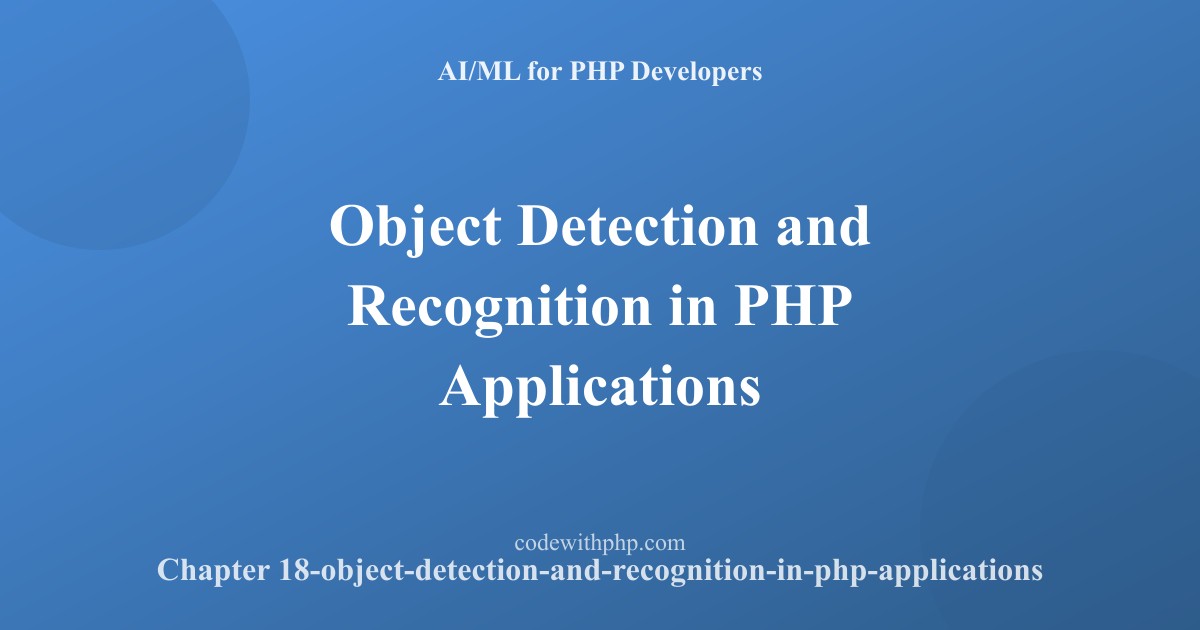 AI/ML for PHP Developers
Object Detection and
Recognition in PHP
Applications
codewithphp.com
Chapter 18-object-detection-and-recognition-in-php-applications